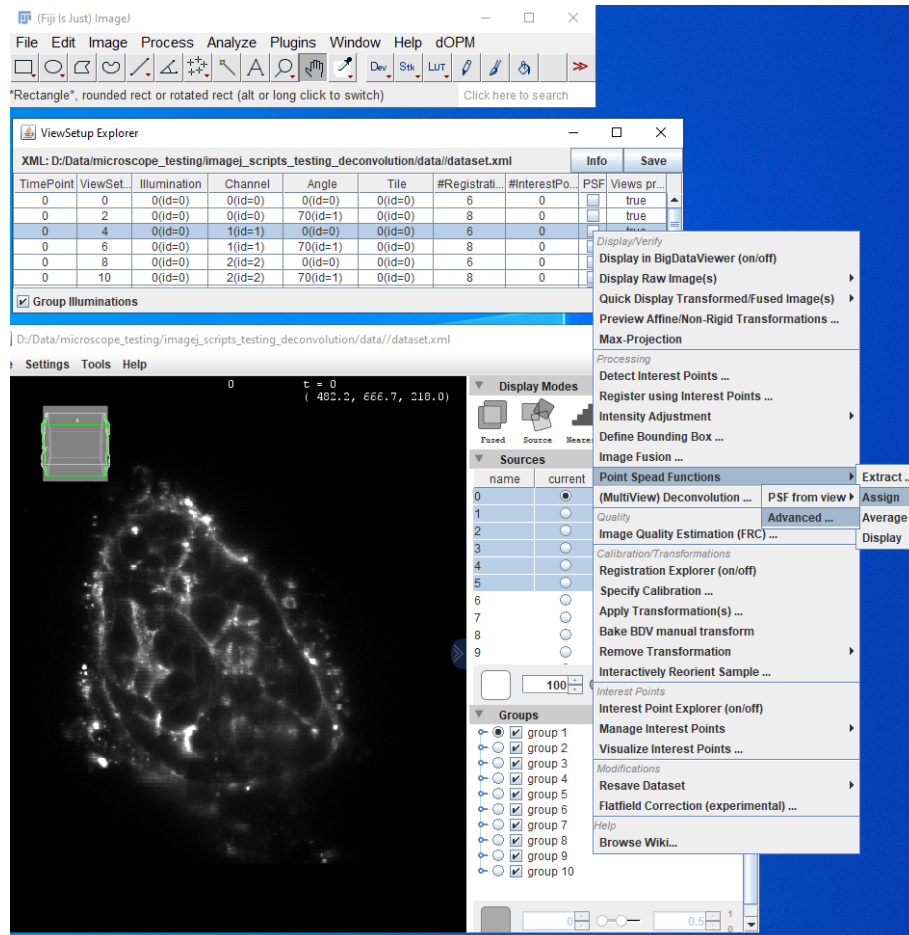 (Fiji Is Just) ImageJ
File Edit Image Process Analyze Plugins Window Help dOPM
Dev Stk LUT
*Rectangle*, rounded rect or rotated rect (alt or long click to switch) Click here to search
ViewSetup Explorer
XML: D:/Data/microscope_testing/imagej_scripts_testing_deconvolution/data//dataset.xml Info Save
TimePoint ViewSet... Illumination Channel Angle Tile #Registrati... #InterestPo... PSF Views pr...
0 0 0(id=0) 0(id=0) 0(id=0) 0(id=0) 6 0 true
0 2 0(id=0) 0(id=0) 70(id=1) 0(id=0) 8 0 true
0 4 0(id=0) 1(id=1) 0(id=0) 0(id=0) 6 0 true
0 6 0(id=0) 1(id=1) 70(id=1) 0(id=0) 8 0
0 8 0(id=0) 2(id=2) 0(id=0) 0(id=0) 6 0
0 10 0(id=0) 2(id=2) 70(id=1) 0(id=0) 8 0
Group Illuminations
D:/Data/microscope_testing/imagej_scripts_testing_deconvolution/data//dataset.xml
Settings Tools Help
0 t = 0
( 482.2, 666.7, 218.0)
Display Modes
Fused Source
Sources
name current
0
1
2
3
4
5
6
7
8
9
100
Groups
group 1
group 2
group 3
group 4
group 5
group 6
group 7
group 8
group 9
group 10
0 0.5 1
0
Display/Verify
Display in BigDataViewer (on/off)
Display Raw Image(s)
Quick Display Transformed/Fused Image(s)
Preview Affine/Non-Rigid Transformations ...
Max-Projection
Processing
Detect Interest Points ...
Register using Interest Points ...
Intensity Adjustment
Define Bounding Box ...
Image Fusion ...
Point Spead Functions
(MultiView) Deconvolution ...
Quality
Image Quality Estimation (FRC) ...
Calibration/Transformations
Registration Explorer (on/off)
Specify Calibration ...
Apply Transformation(s) ...
Bake BDV manual transform
Remove Transformation
Interactively Reorient Sample ...
Interest Points
Interest Point Explorer (on/off)
Manage Interest Points
Visualize Interest Points ...
Modifications
Resave Dataset
Flatfield Correction (experimental) ...
Help
Browse Wiki...
Extract ..
Assign
Average
Display
PSF from view
Advanced ...